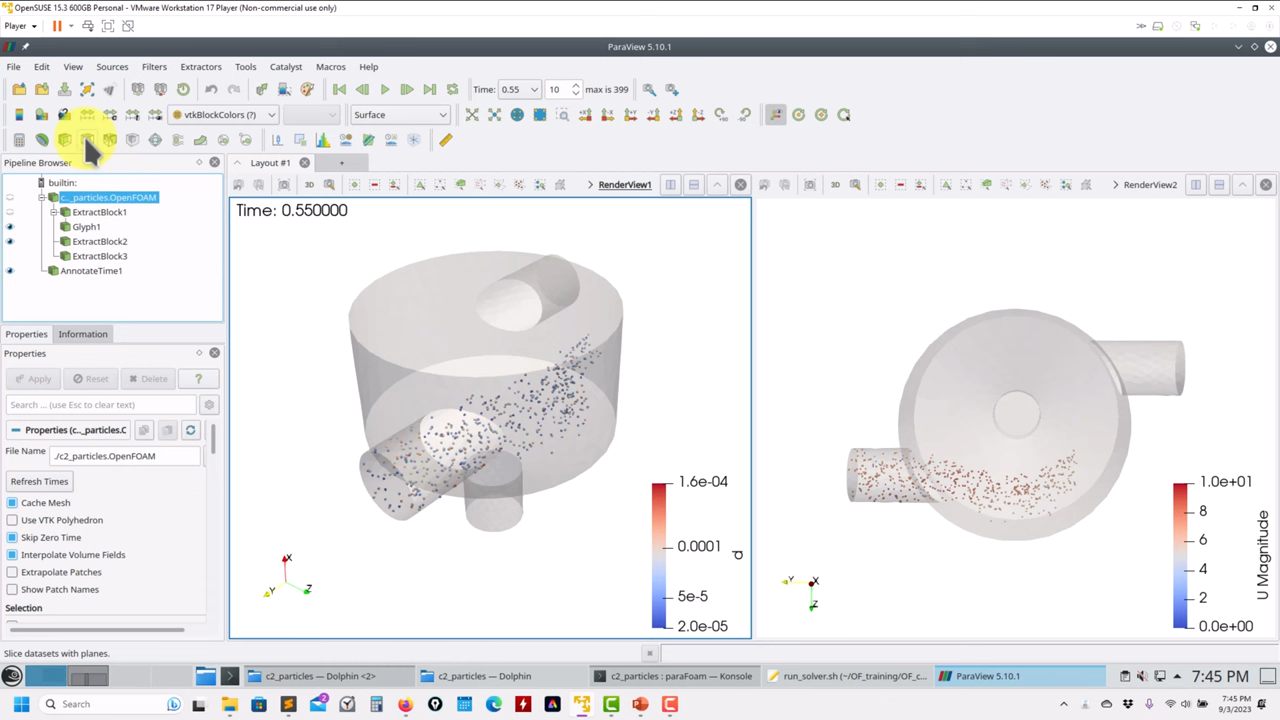 OpenSUSE 15.3 600GB Personal - VMware Workstation 17 Player (Non-commercial use only)
Player
ParaView 5.10.1
File Edit View Sources Filters Extractors Tools Catalyst Macros Help
Time: 0.55 10 max is 399
vtkBlockColors (?) Surface
Pipeline Browser
Layout #1 +
builtin:
c.._particles.OpenFOAM
ExtractBlock1
Glyph1
ExtractBlock2
ExtractBlock3
AnnotateTime1
3D RenderView1
3D RenderView2
Time: 0.550000
Properties Information
Properties
Apply Reset Delete ?
Search ... (use Esc to clear text)
Properties (c.._particles.C
File Name ./c2_particles.OpenFOAM
Refresh Times
Cache Mesh
Use VTK Polyhedron
Skip Zero Time
Interpolate Volume Fields
Extrapolate Patches
Show Patch Names
Selection
X
Y
Z
1.6e-04
0.0001
5e-5
2.0e-05
d
Y
X
Z
1.0e+01
8
6
4
2
0.0e+00
U Magnitude
Slice datasets with planes.
c2_particles — Dolphin <2>
c2_particles — Dolphin
c2_particles : paraFoam — Konsole
run_solver.sh (~/OF_training/OF_c...
ParaView 5.10.1
7:45 PM
Search
2
5:45 PM
9/3/2023